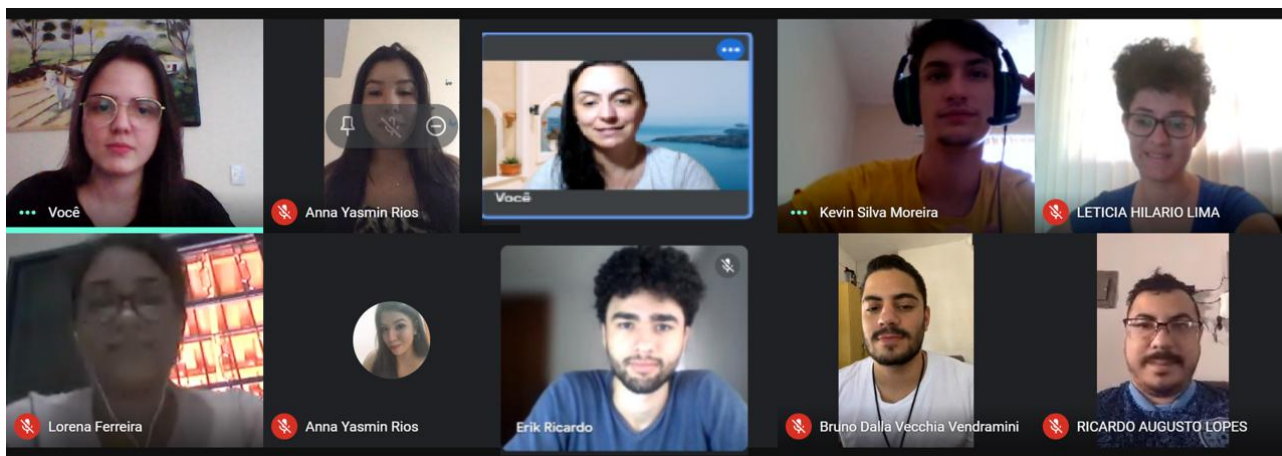 Você
Anna Yasmin Rios
Você
Kevin Silva Moreira
LETICIA HILARIO LIMA
Lorena Ferreira
Anna Yasmin Rios
Erik Ricardo
Bruno Dalla Vecchia Vendramini
RICARDO AUGUSTO LOPES